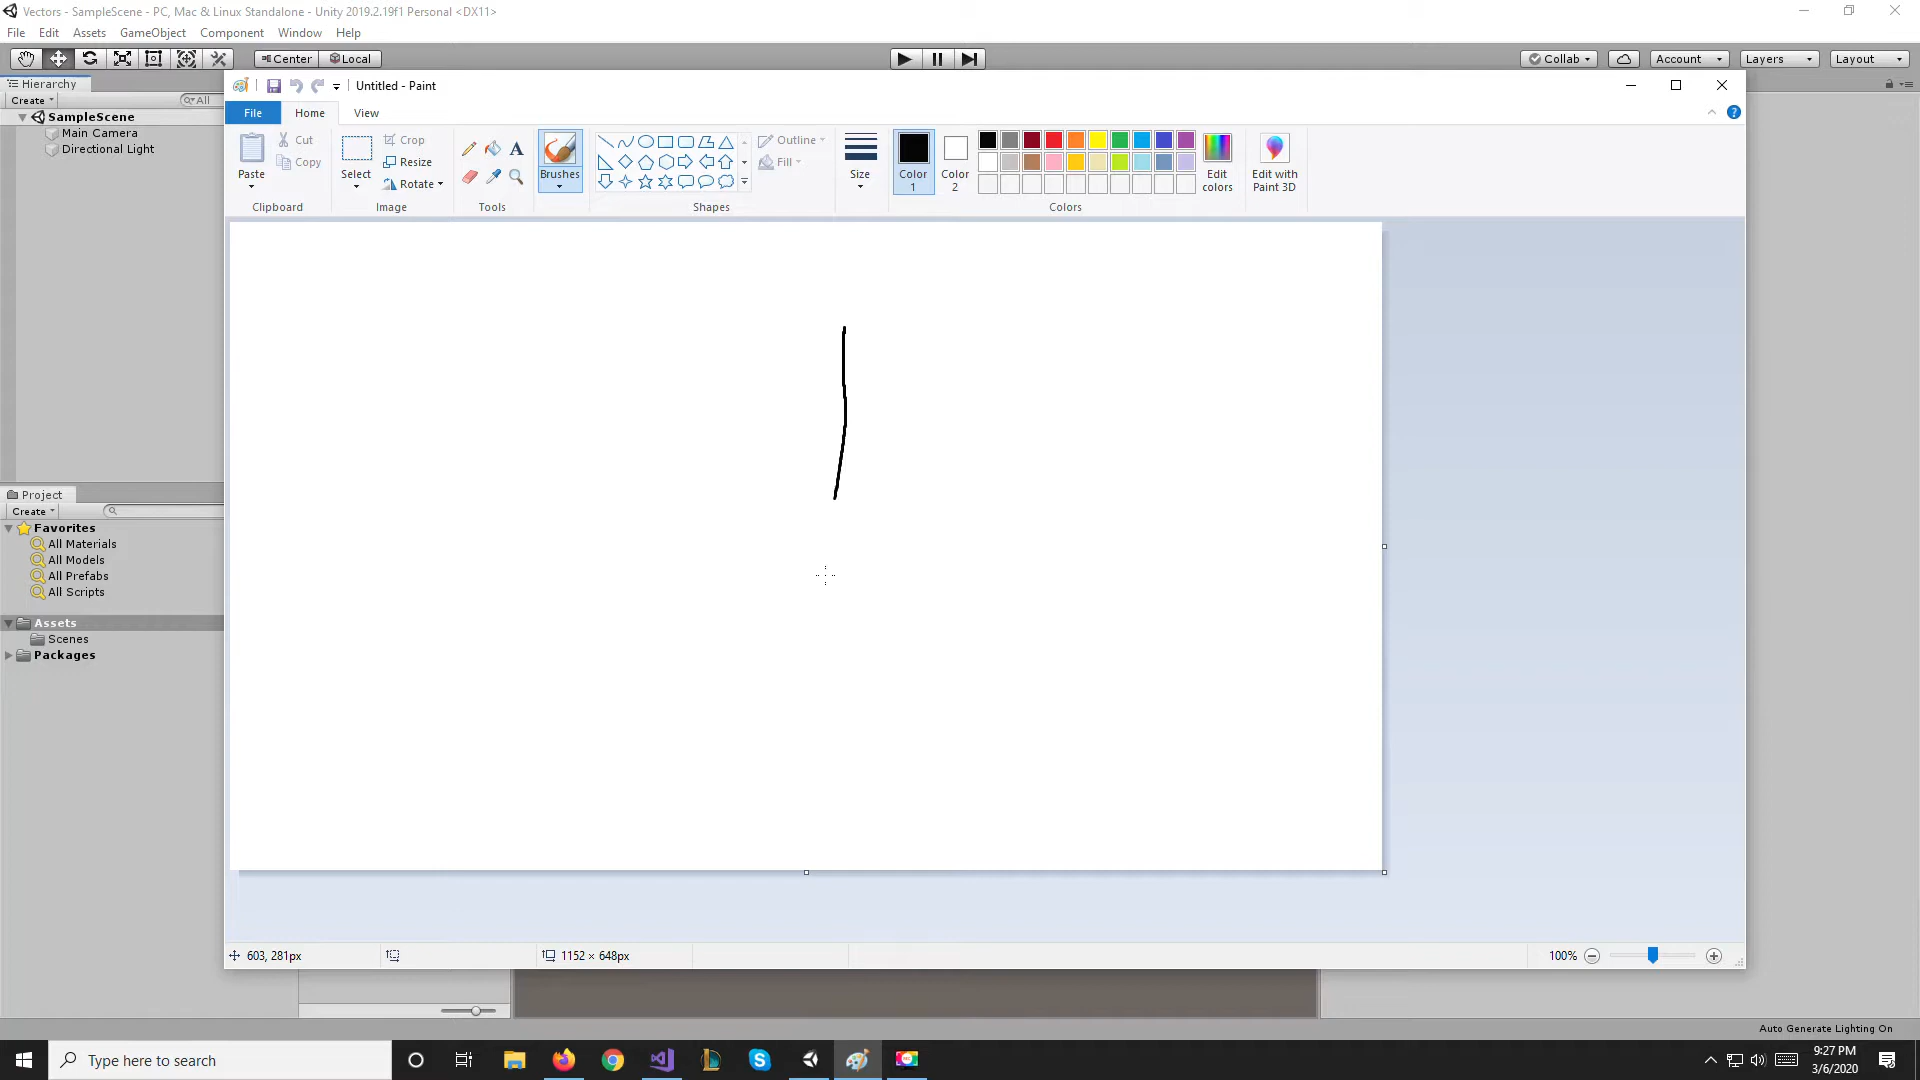 Vectors - SampleScene - PC, Mac & Linux Standalone - Unity 2019.2.19f1 Personal <DX11>
File Edit Assets GameObject Component Window Help
Center Local Collab Account Layers Layout
Hierarchy
Create All
SampleScene
Main Camera
Directional Light
Untitled - Paint
File Home View
Paste Cut Copy Clipboard
Select Crop Resize Rotate Image
A
Tools
Brushes
Outline
Fill
Shapes
Size
Color 1
Color 2
Edit colors
Colors
Edit with Paint 3D
Project
Create
Favorites
All Materials
All Models
All Prefabs
All Scripts
Assets
Scenes
Packages
603, 281px 1152 × 648px 100%
Auto Generate Lighting On
Type here to search
9:27 PM
3/6/2020